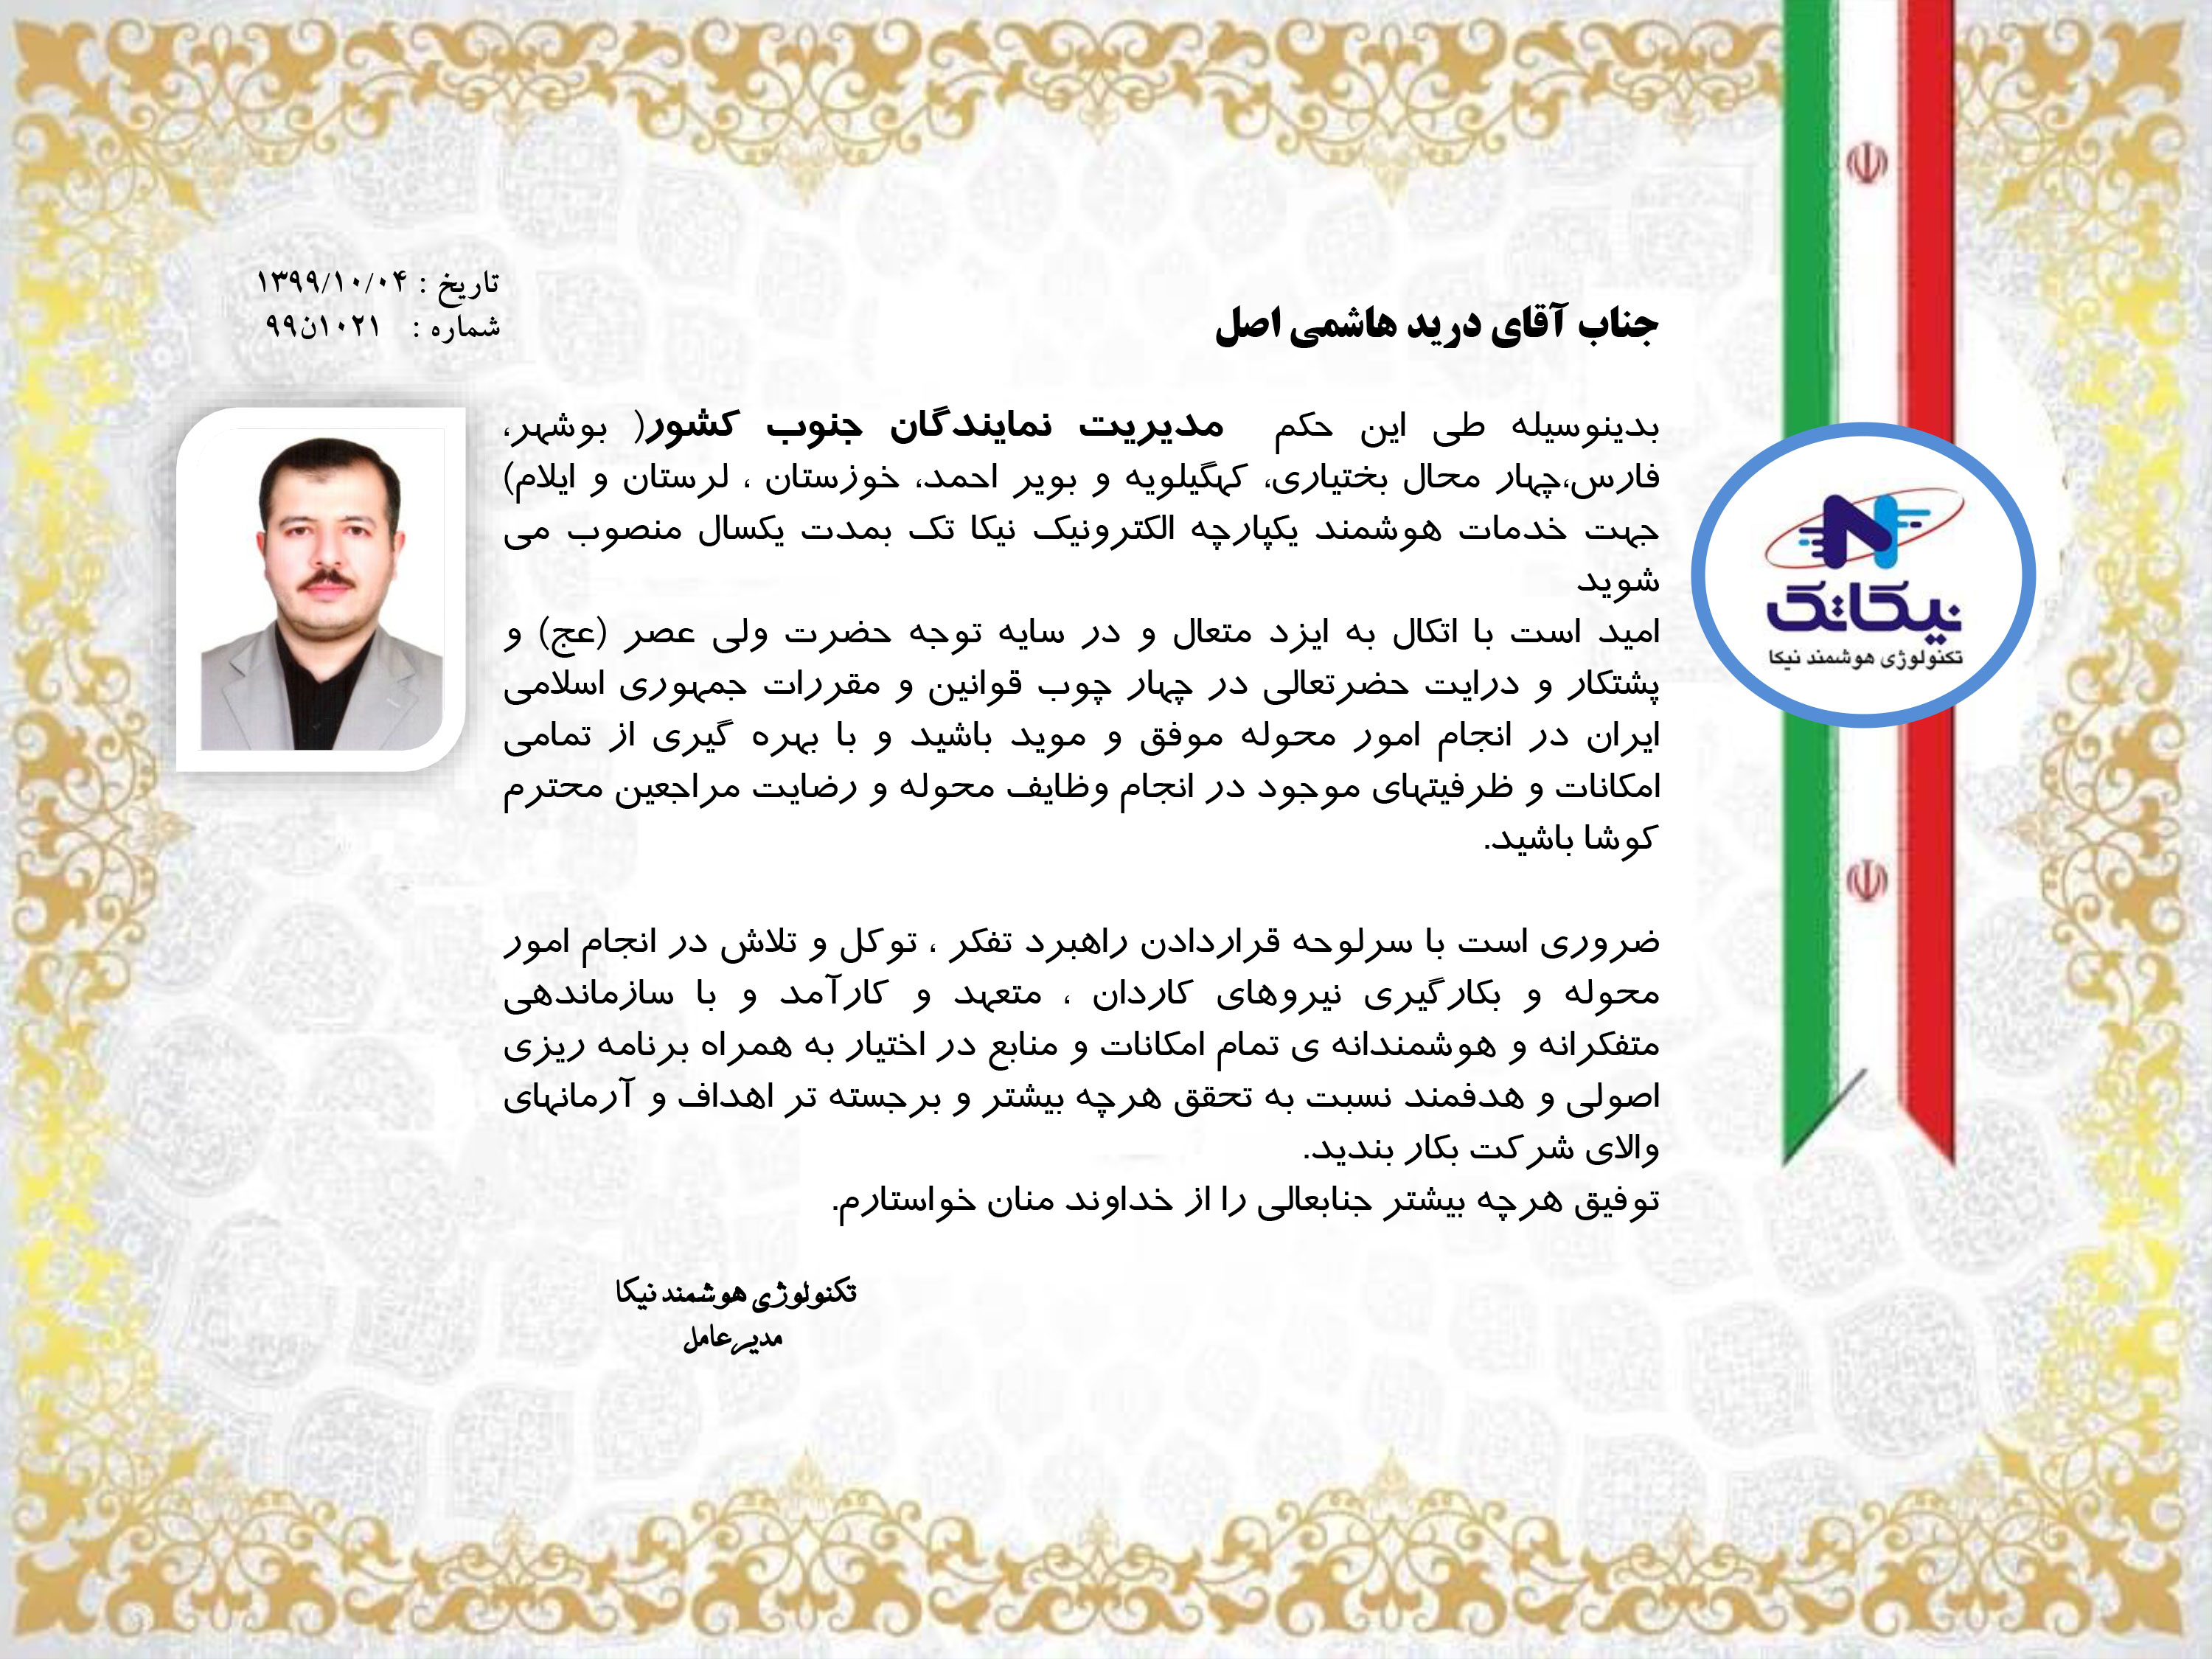 تاریخ : ۱۳۹۹/۱۰/۰۴
شماره : ۱۰۲۱ن۹۹
جناب آقای درید هاشمی اصل
بدینوسیله طی این حکم مدیریت نمایندگان جنوب کشور( بوشهر،
فارس،چهار محال بختیاری، کهگیلویه و بویر احمد، خوزستان ، لرستان و ایلام)
جهت خدمات هوشمند یکپارچه الکترونیک نیکا تک بمدت یکسال منصوب می
شوید
امید است با اتکال به ایزد متعال و در سایه توجه حضرت ولی عصر (عج) و
پشتکار و درایت حضرتعالی در چهار چوب قوانین و مقررات جمهوری اسلامی
ایران در انجام امور محوله موفق و موید باشید و با بهره گیری از تمامی
امکانات و ظرفیتهای موجود در انجام وظایف محوله و رضایت مراجعین محترم
کوشا باشید.
ضروری است با سرلوحه قراردادن راهبرد تفکر ، توکل و تلاش در انجام امور
محوله و بکارگیری نیروهای کاردان ، متعهد و کارآمد و با سازماندهی
متفکرانه و هوشمندانه ی تمام امکانات و منابع در اختیار به همراه برنامه ریزی
اصولی و هدفمند نسبت به تحقق هرچه بیشتر و برجسته تر اهداف و آرمانهای
والای شرکت بکار بندید.
توفیق هرچه بیشتر جنابعالی را از خداوند منان خواستارم.
تکنولوژی هوشمند نیکا
مدیرعامل
نیکاتک
تکنولوژی هوشمند نیکا